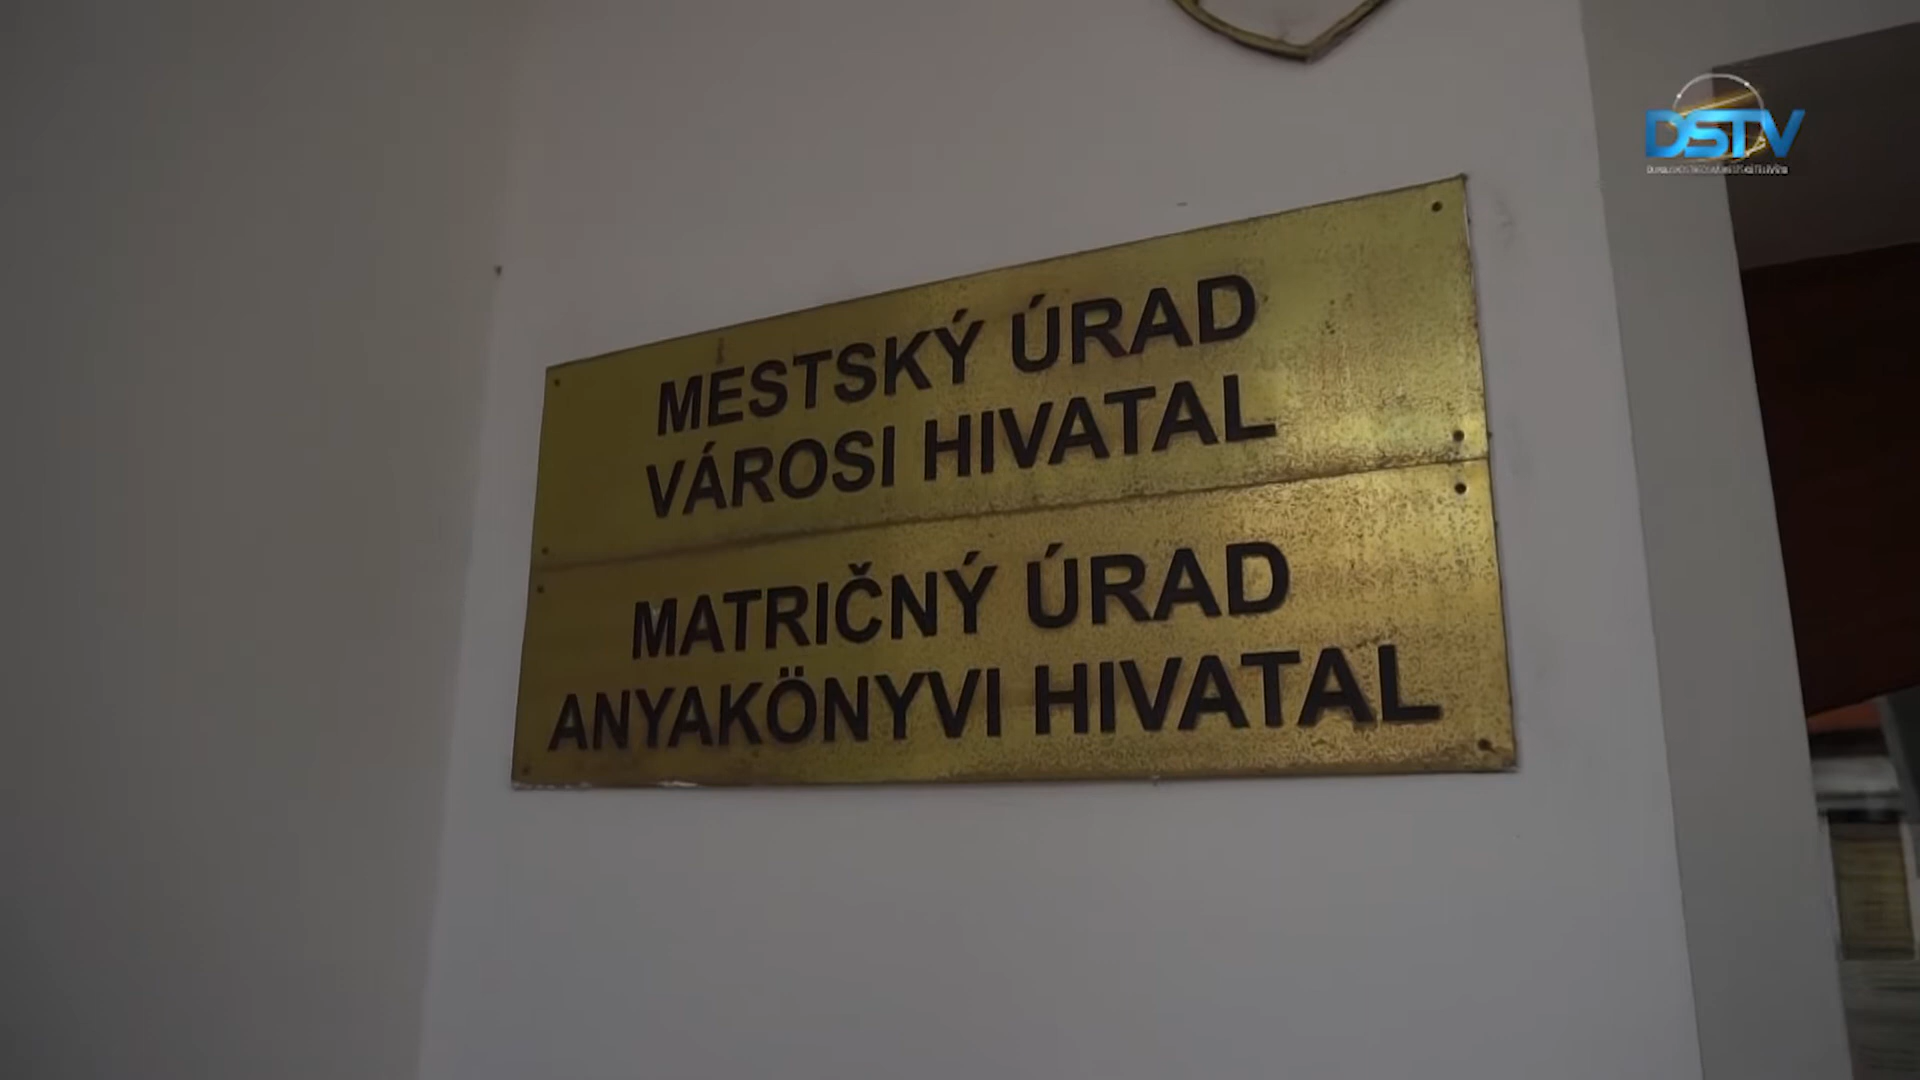 DSTV
MESTSKÝ ÚRAD
VÁROSI HIVATAL
MATRIČNÝ ÚRAD
ANYAKÖNYVI HIVATAL